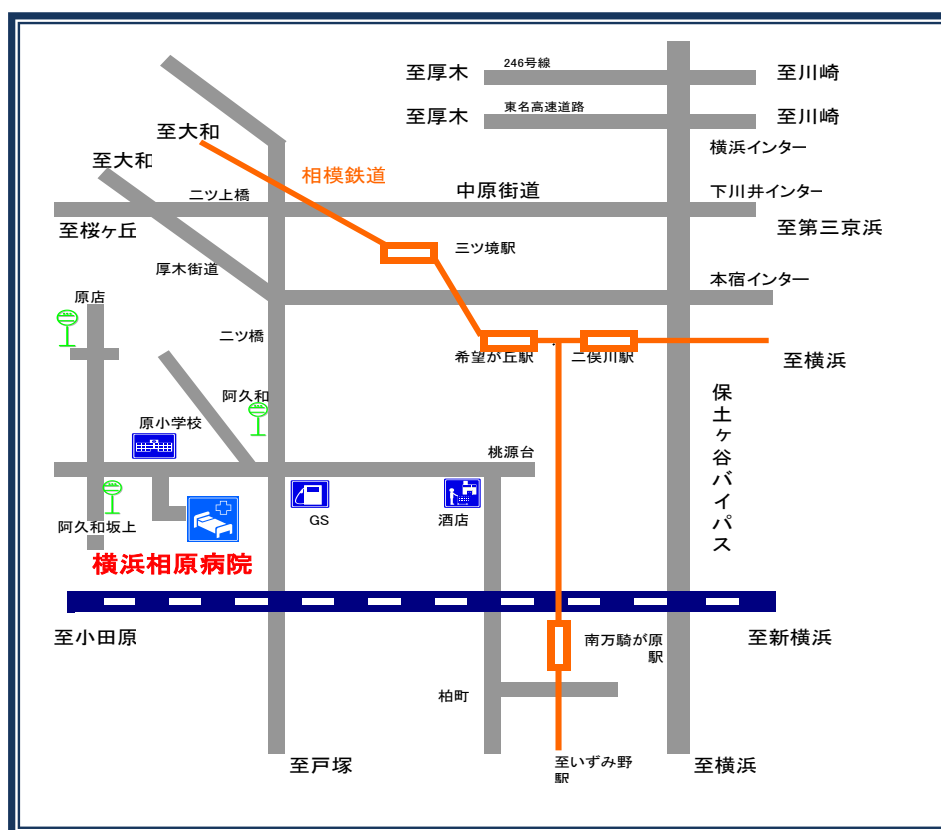 246号線
至厚木
至川崎
東名高速道路
至厚木
至川崎
至大和
横浜インター
至大和
相模鉄道
二ツ上橋
中原街道
下川井インター
至桜ヶ丘
至第三京浜
三ツ境駅
厚木街道
本宿インター
原店
二ツ橋
希望が丘駅
二俣川駅
至横浜
保土ヶ谷バイパス
阿久和
原小学校
桃源台
阿久和坂上
GS
酒店
横浜相原病院
至小田原
南万騎が原
駅
至新横浜
柏町
至戸塚
至いずみ野
駅
至横浜